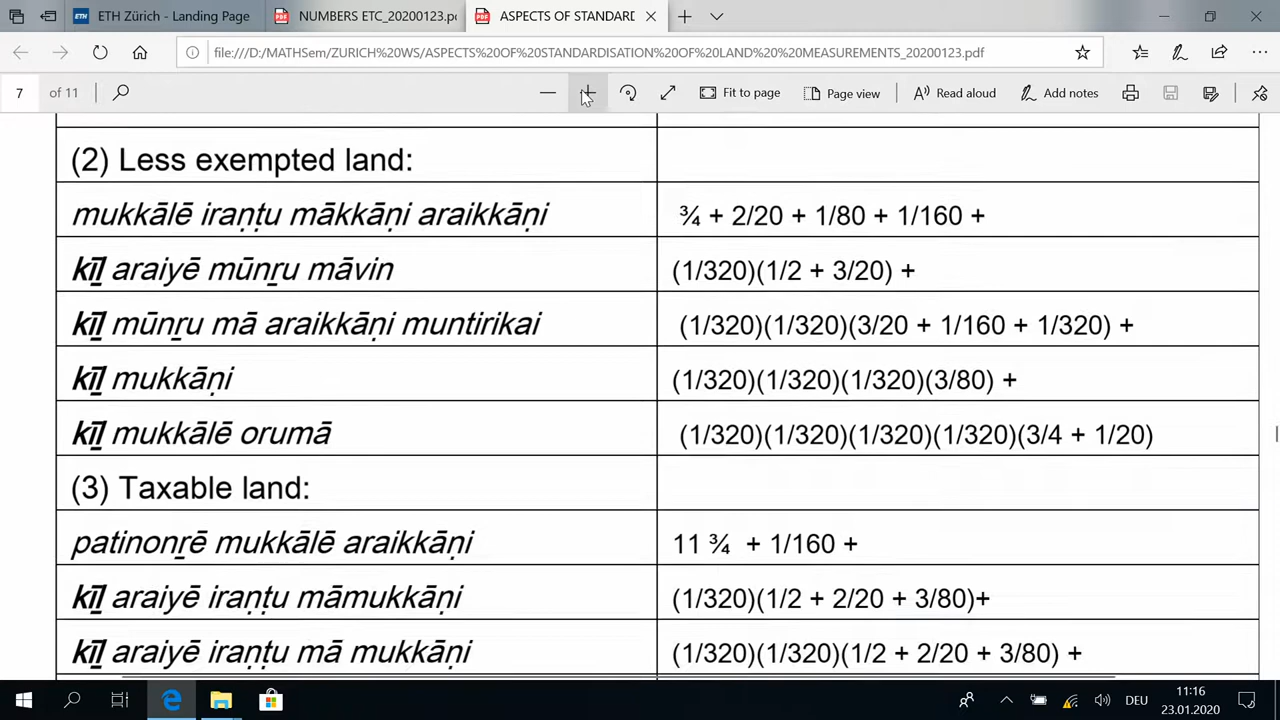 ETH Zürich - Landing Page
NUMBERS ETC_20200123.p
ASPECTS OF STANDARD
file:///D:/MATHSem/ZURICH%20WS/ASPECTS%20OF%20STANDARDISATION%20OF%20LAND%20%20MEASUREMENTS_20200123.pdf
7 of 11 Fit to page Page view Read aloud Add notes
(2) Less exempted land:
mukkālē iraṇṭu mākkāṇi araikkāṇi ¾ + 2/20 + 1/80 + 1/160 +
kīḻ araiyē mūnṟu māvin (1/320)(1/2 + 3/20) +
kīḻ mūnṟu mā araikkāṇi muntirikai (1/320)(1/320)(3/20 + 1/160 + 1/320) +
kīḻ mukkāṇi (1/320)(1/320)(1/320)(3/80) +
kīḻ mukkālē orumā (1/320)(1/320)(1/320)(1/320)(3/4 + 1/20)
(3) Taxable land:
patinonṟē mukkālē araikkāṇi 11 ¾ + 1/160 +
kīḻ araiyē iraṇṭu māmukkāṇi (1/320)(1/2 + 2/20 + 3/80)+
kīḻ araiyē iraṇṭu mā mukkāṇi (1/320)(1/320)(1/2 + 2/20 + 3/80) +
DEU
11:16
23.01.2020